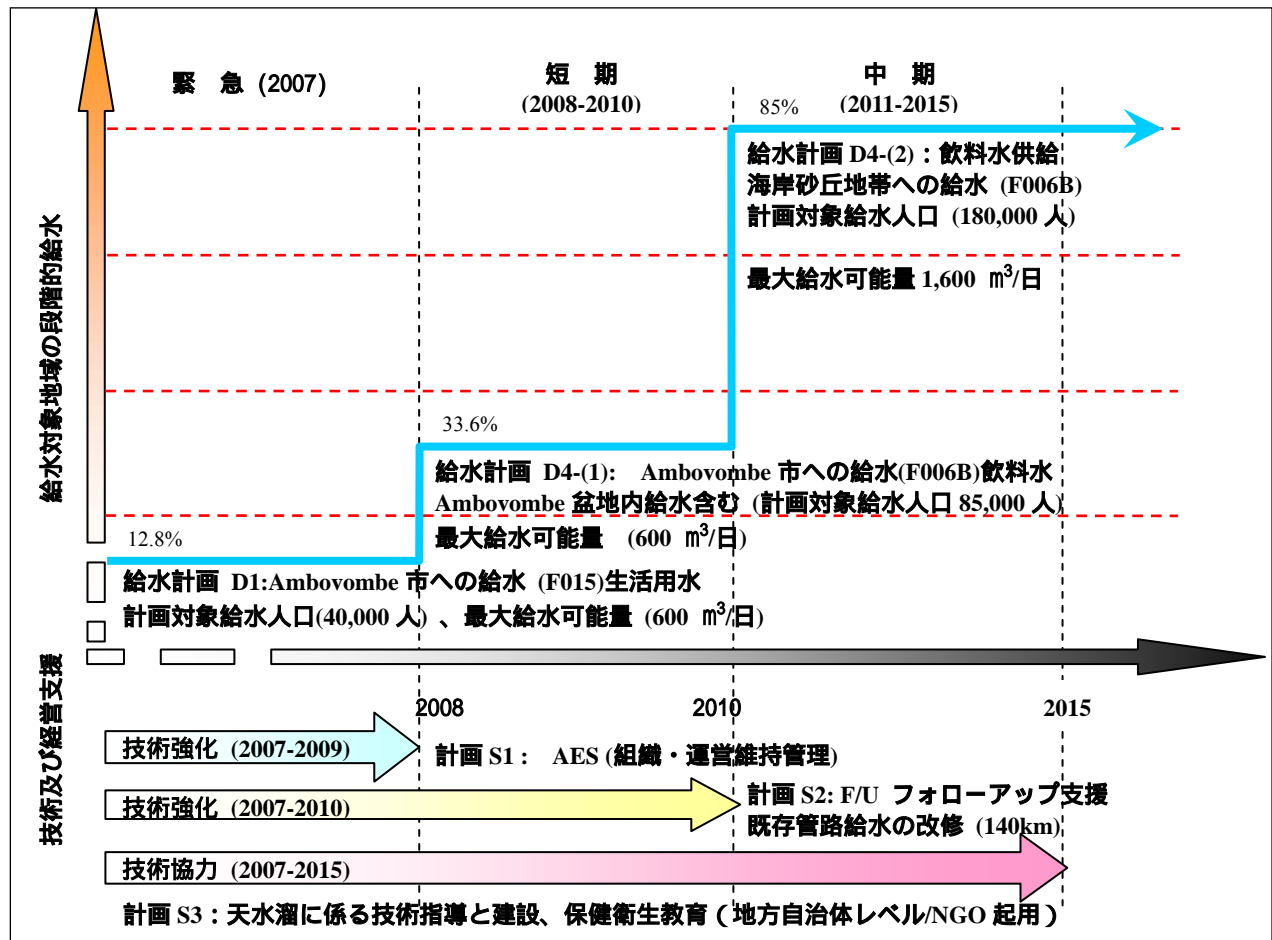 緊 急 (2007)
短 期
(2008-2010)
中 期
(2011-2015)
85%
給水計画 D4-(2)：飲料水供給
海岸砂丘地帯への給水 (F006B)
計画対象給水人口 (180,000 人)
最大給水可能量 1,600 m³/日
給水対象地域の段階的給水
33.6%
給水計画 D4-(1): Ambovombe 市への給水(F006B)飲料水
Ambovombe 盆地内給水含む (計画対象給水人口 85,000 人)
最大給水可能量 (600 m³/日)
12.8%
給水計画 D1:Ambovombe 市への給水 (F015)生活用水
計画対象給水人口(40,000 人) 、最大給水可能量 (600 m³/日)
技術及び経営支援
2008
2010
2015
技術強化 (2007-2009)
計画 S1 : AES (組織・運営維持管理)
技術強化 (2007-2010)
計画 S2: F/U フォローアップ支援
既存管路給水の改修 (140km)
技術協力 (2007-2015)
計画 S3：天水溜に係る技術指導と建設、保健衛生教育（地方自治体レベル/NGO 起用）